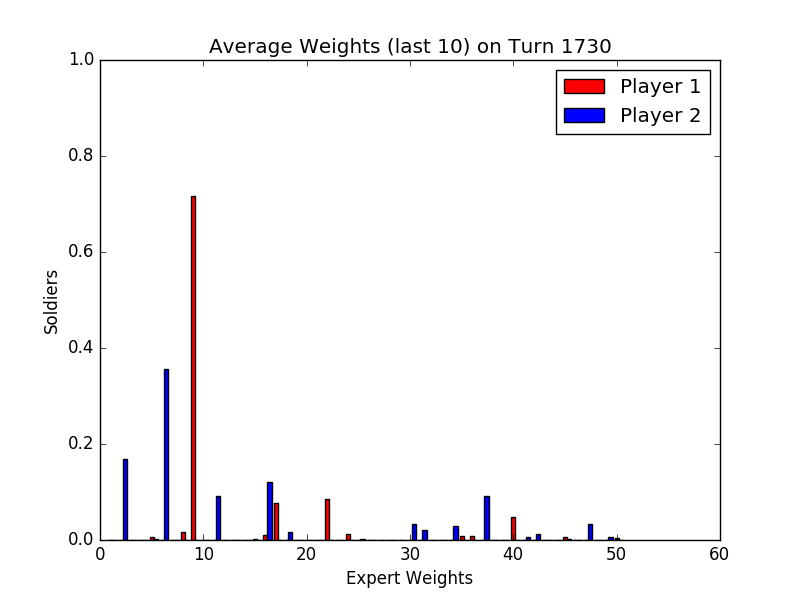 Average Weights (last 10) on Turn 1730
1.0
0.8
0.6
0.4
0.2
0.0
Soldiers
Player 1
Player 2
0 10 20 30 40 50 60
Expert Weights